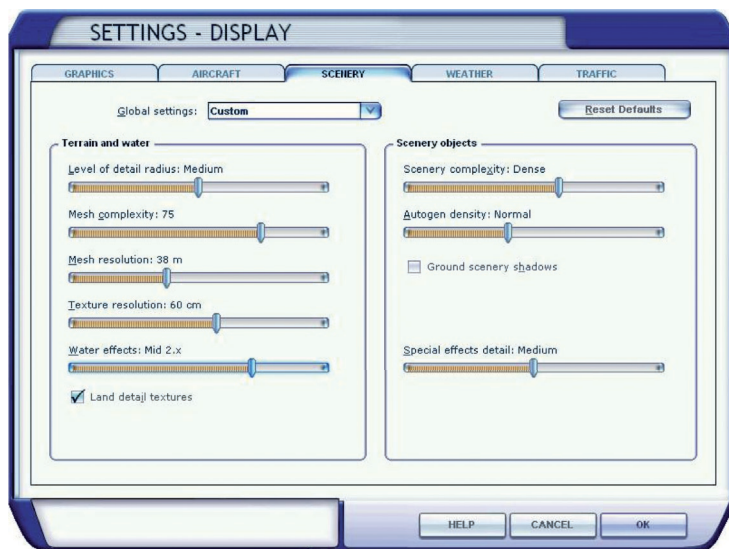 SETTINGS - DISPLAY
GRAPHICS
AIRCRAFT
SCENERY
WEATHER
TRAFFIC
Global settings: Custom
Reset Defaults
Terrain and water
Level of detail radius: Medium
Mesh complexity: 75
Mesh resolution: 38 m
Texture resolution: 60 cm
Water effects: Mid 2.x
Land detail textures
Scenery objects
Scenery complexity: Dense
Autogen density: Normal
Ground scenery shadows
Special effects detail: Medium
HELP
CANCEL
OK